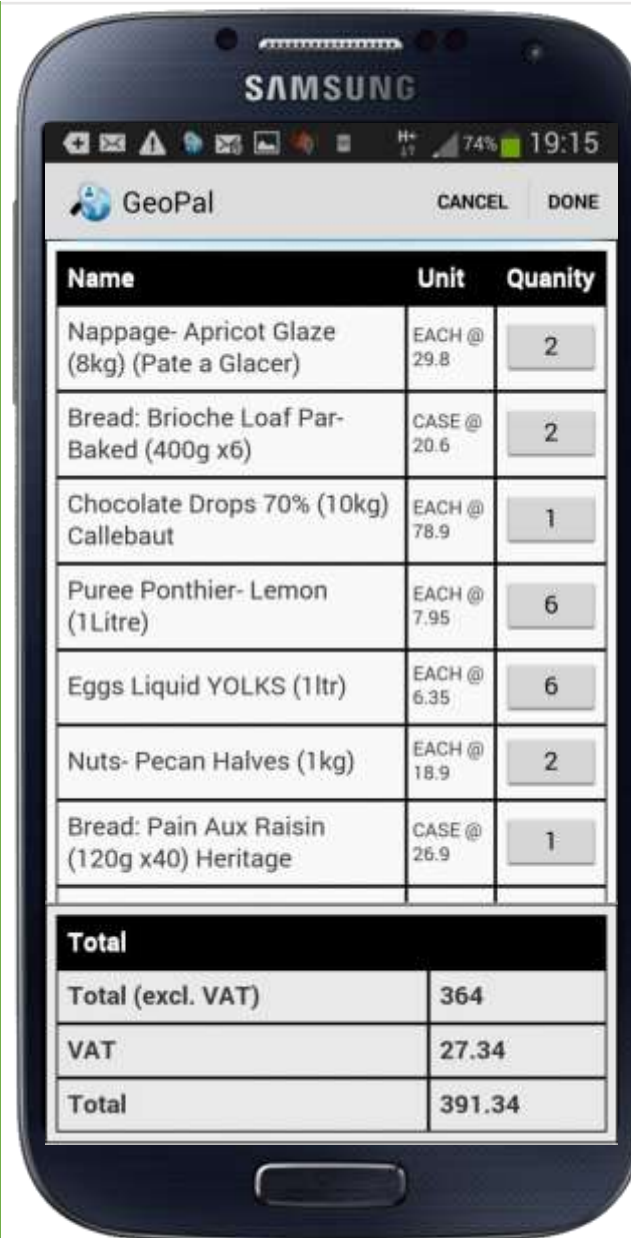 SAMSUNG
H+ 74% 19:15
GeoPal CANCEL DONE
Name Unit Quanity
Nappage- Apricot Glaze
(8kg) (Pate a Glacer)
EACH @
29.8
2
Bread: Brioche Loaf Par-
Baked (400g x6)
CASE @
20.6
2
Chocolate Drops 70% (10kg)
Callebaut
EACH @
78.9
1
Puree Ponthier- Lemon
(1Litre)
EACH @
7.95
6
Eggs Liquid YOLKS (1ltr)
EACH @
6.35
6
Nuts- Pecan Halves (1kg)
EACH @
18.9
2
Bread: Pain Aux Raisin
(120g x40) Heritage
CASE @
26.9
1
Total
Total (excl. VAT) 364
VAT 27.34
Total 391.34